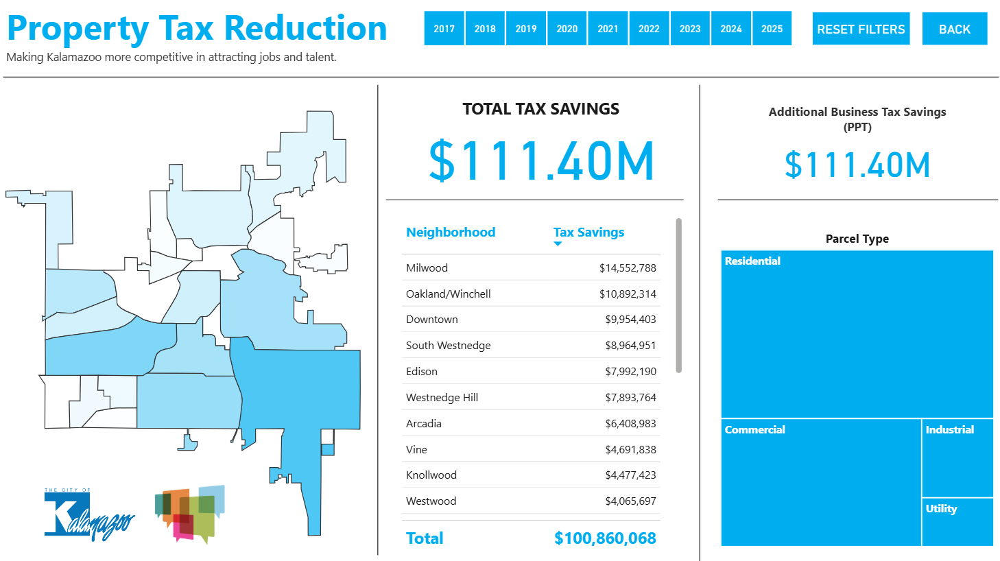 Property Tax Reduction
Making Kalamazoo more competitive in attracting jobs and talent.
2017 2018 2019 2020 2021 2022 2023 2024 2025
RESET FILTERS
BACK
TOTAL TAX SAVINGS
$111.40M
Neighborhood Tax Savings
Milwood $14,552,788
Oakland/Winchell $10,892,314
Downtown $9,954,403
South Westnedge $8,964,951
Edison $7,992,190
Westnedge Hill $7,893,764
Arcadia $6,408,983
Vine $4,691,838
Knollwood $4,477,423
Westwood $4,065,697
Total $100,860,068
Additional Business Tax Savings
(PPT)
$111.40M
Parcel Type
Residential
Commercial
Industrial
Utility
THE CITY OF
Kalamazoo